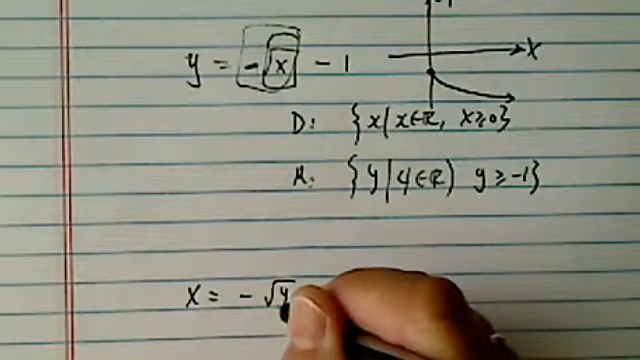 y = -√x - 1
x
D: {x|x∈ℝ, x≥0}
R: {y|y∈ℝ) y≥-1}
x = -√y